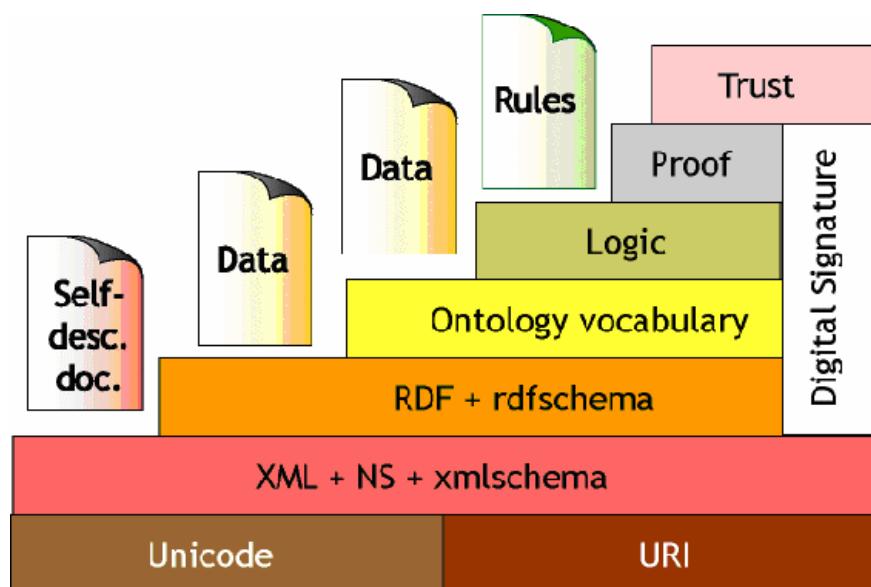 Rules
Trust
Data
Proof
Data
Logic
Self-
desc.
doc.
Ontology vocabulary
Digital Signature
RDF + rdfschema
XML + NS + xmlschema
Unicode
URI